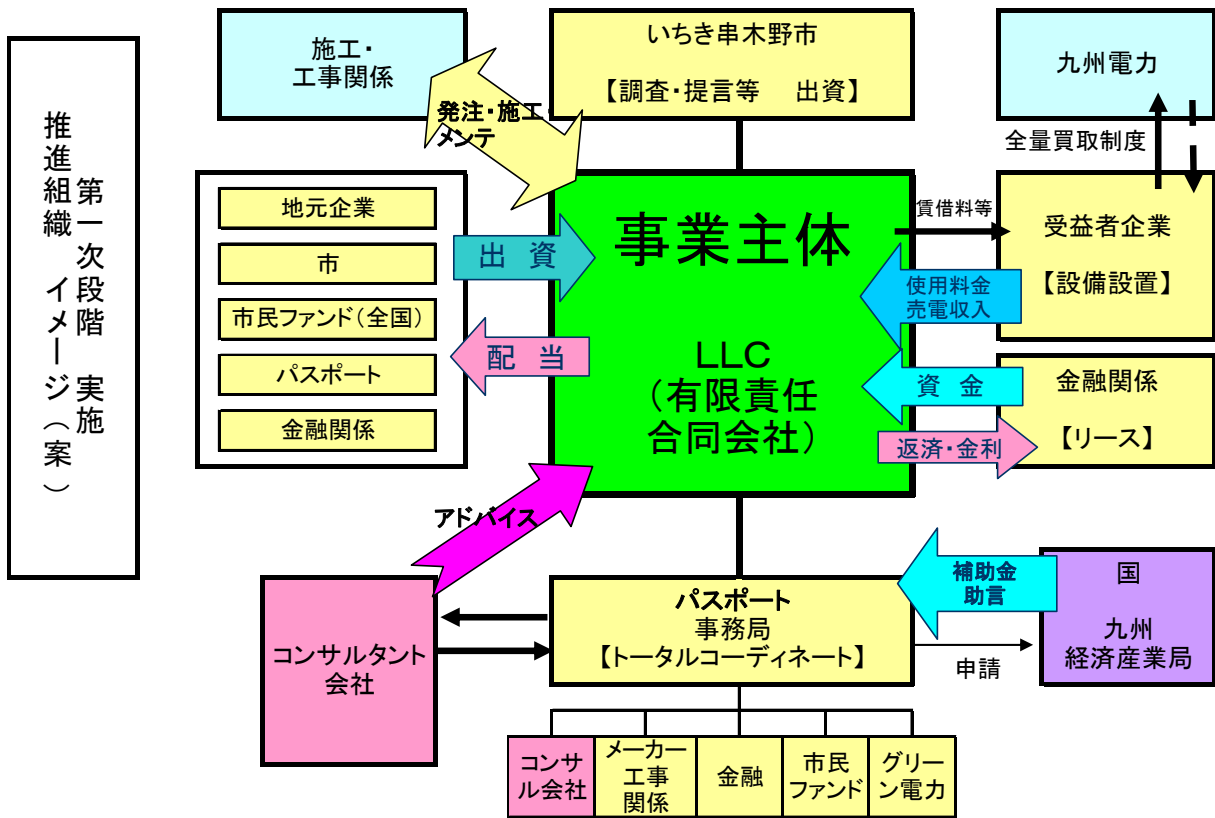 第一次段階 実施
推進組織 イメージ(案)
施工・
工事関係
いちき串木野市
【調査・提言等 出資】
九州電力
発注・施工・
メンテ
全量買取制度
地元企業
市
市民ファンド(全国)
パスポート
金融関係
出 資
配 当
事業主体
LLC
(有限責任
合同会社)
賃借料等
受益者企業
【設備設置】
使用料金
売電収入
資 金
返済・金利
金融関係
【リース】
アドバイス
コンサルタント
会社
パスポート
事務局
【トータルコーディネート】
補助金
助言
申請
国
九州
経済産業局
コンサ
ル会社
メーカー
工事
関係
金融
市民
ファンド
グリー
ン電力